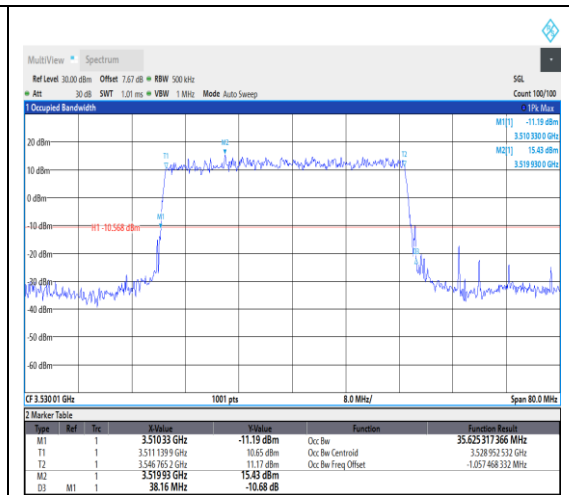 MultiView Spectrum
Ref Level 30.00 dBm Offset 7.67 dB RBW 500 kHz SGL
Att 30 dB SWT 1.01 ms VBW 1 MHz Mode Auto Sweep Count 100/100
1 Occupied Bandwidth 1Pk Max
M1[1] -11.19 dBm
3.510 330 0 GHz
M2[1] 15.43 dBm
3.519 930 0 GHz
20 dBm
10 dBm
0 dBm
-10 dBm
H1 -10.568 dBm
-20 dBm
-30 dBm
-40 dBm
-50 dBm
-60 dBm
T1
M2
T2
M1
CF 3.530 01 GHz 1001 pts 8.0 MHz/ Span 80.0 MHz
2 Marker Table
Type Ref Trc X-Value Y-Value Function Function Result
M1 1 3.510 33 GHz -11.19 dBm Occ Bw 35.625 317 366 MHz
T1 1 3.511 139 9 GHz 10.65 dBm Occ Bw Centroid 3.528 952 532 GHz
T2 1 3.546 765 2 GHz 11.17 dBm Occ Bw Freq Offset -1.057 468 332 MHz
M2 1 3.519 93 GHz 15.43 dBm
D3 M1 1 38.16 MHz -10.68 dB